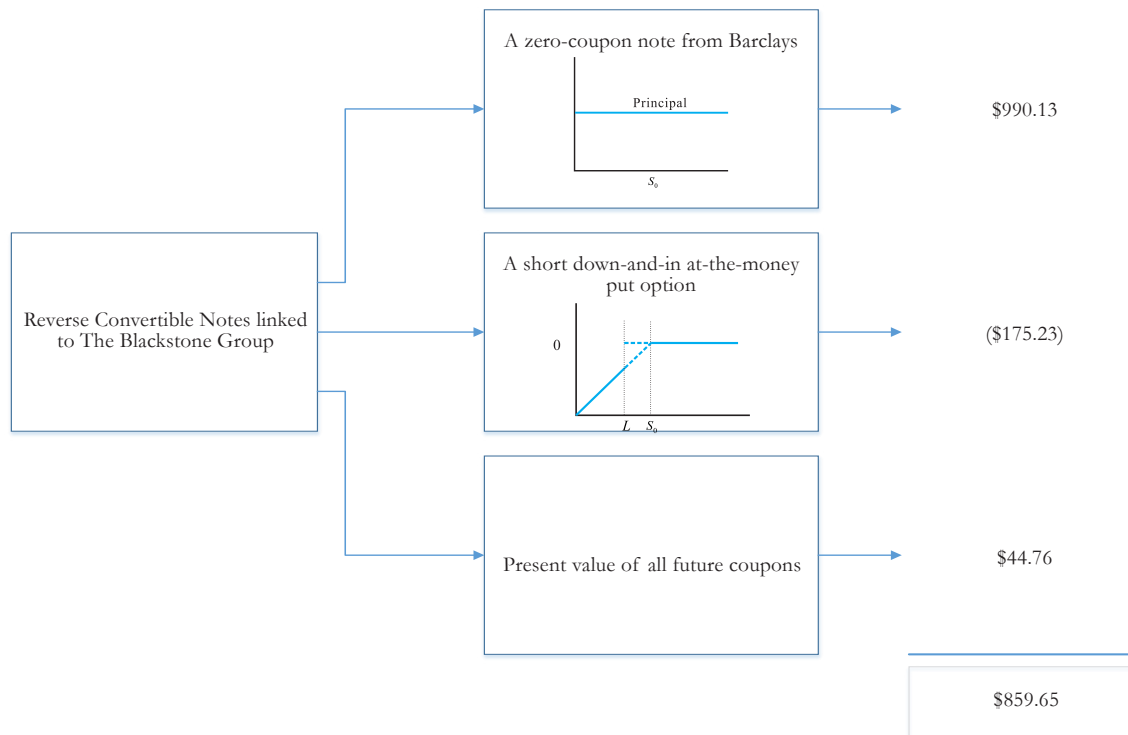 A zero-coupon note from Barclays
Principal
S₀
$990.13
Reverse Convertible Notes linked
to The Blackstone Group
A short down-and-in at-the-money
put option
0
L S₀
($175.23)
Present value of all future coupons
$44.76
$859.65